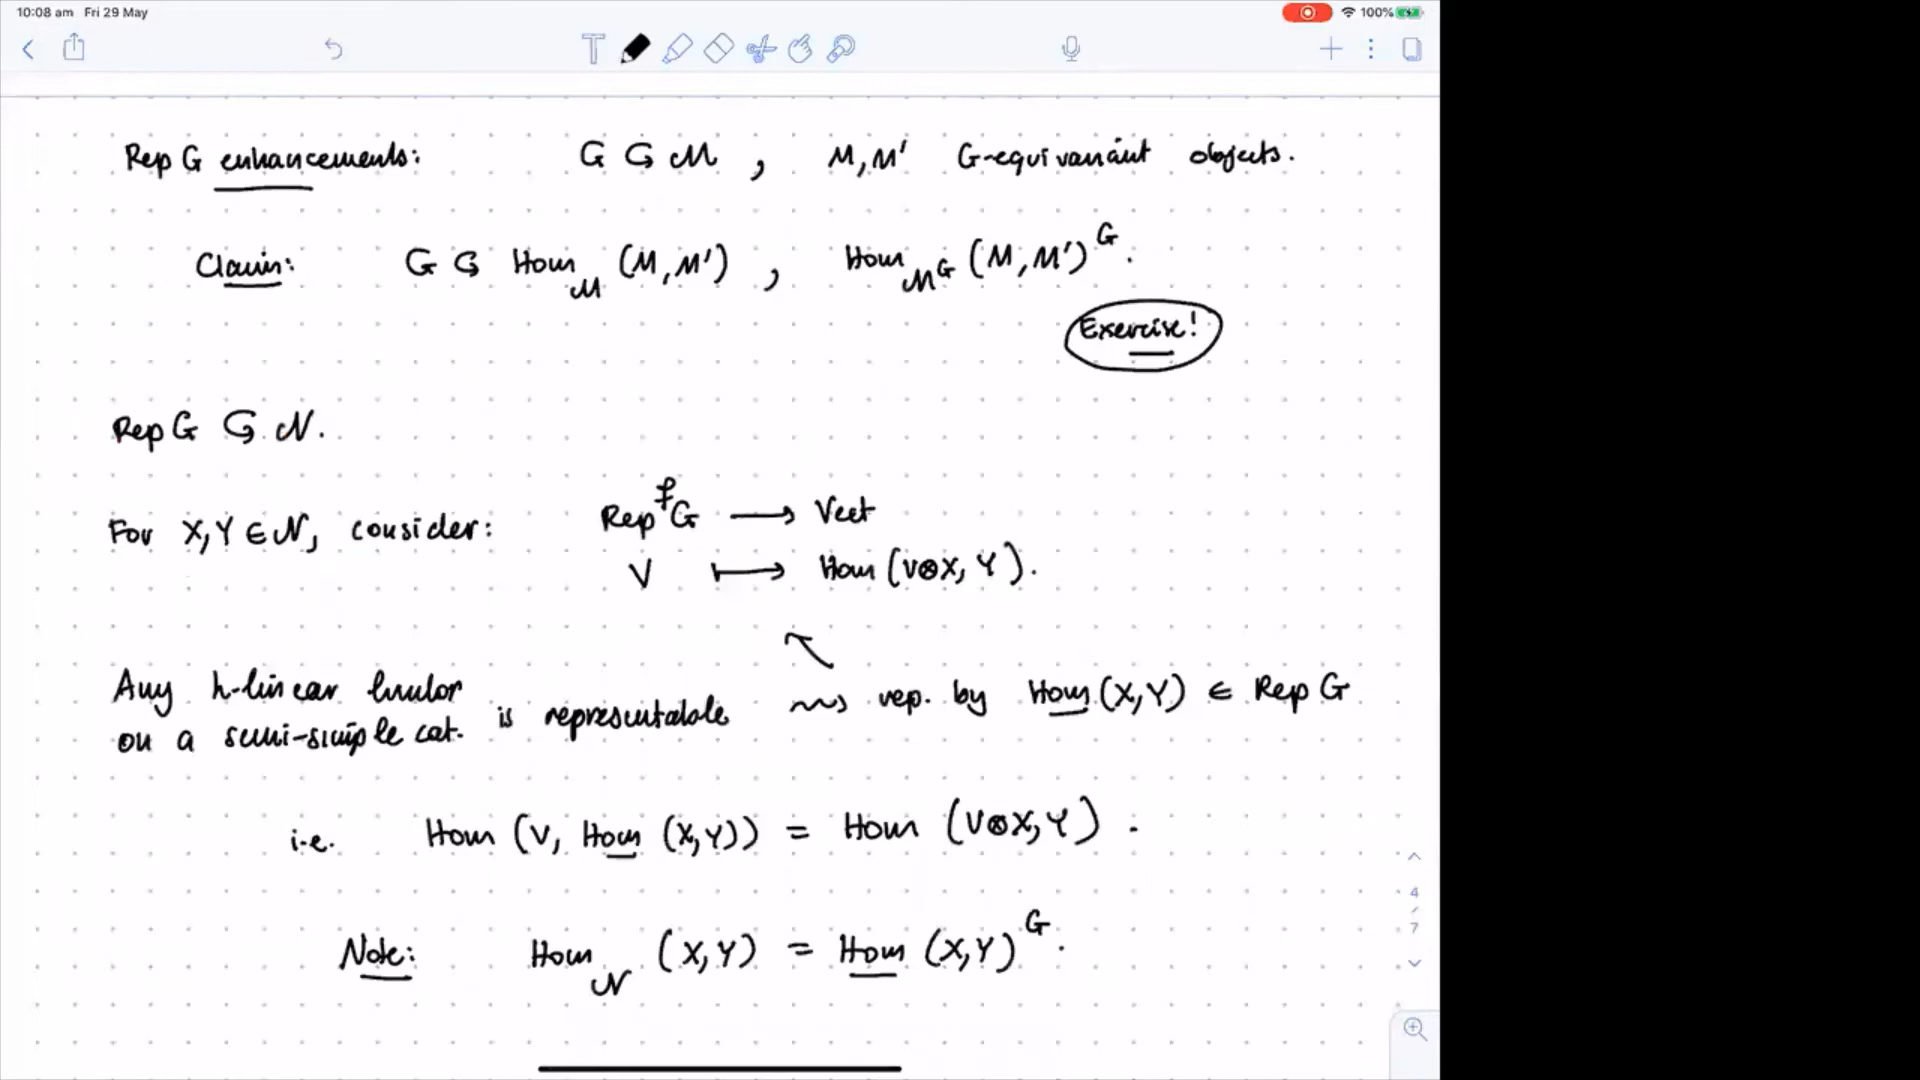 10:08 am Fri 29 May 100%
Rep G enhancements: G ↻ M , M, M' G-equivariant objects.
Claim: G ↻ Hom_M (M, M') , Hom_{M^G} (M, M')^G.
Exercise!
Rep G ↻ N.
For X, Y ∈ N, consider: Rep^f G → Vect
V ↦ Hom (V⊗X, Y).
Any k-linear functor
on a semi-simple cat. is representable ⇝ rep. by Hom (X, Y) ∈ Rep G
i.e. Hom (V, Hom (X, Y)) = Hom (V⊗X, Y) .
Note: Hom_N (X, Y) = Hom (X, Y)^G.
4
/
7